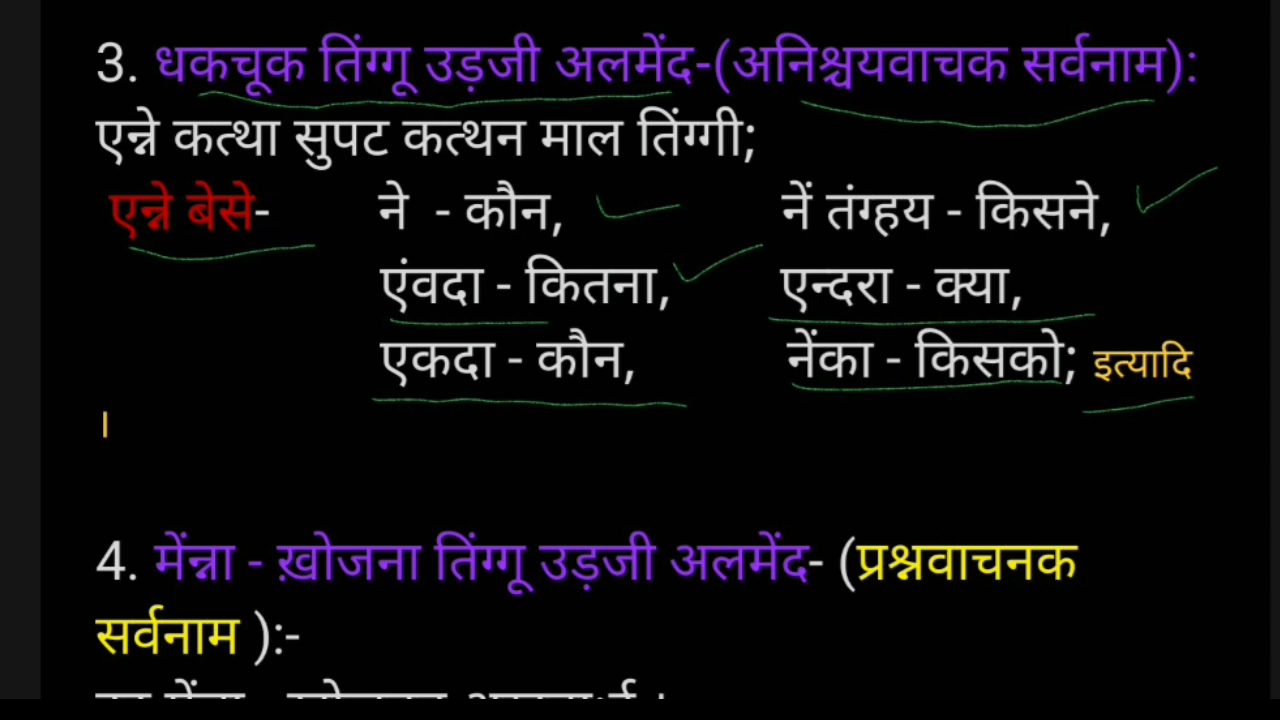 3. धकचूक तिंग्गू उड़जी अलमेंद-(अनिश्चयवाचक सर्वनाम):
एन्ने कत्था सुपट कत्थन माल तिंग्गी;
एन्ने बेसे- ने - कौन, नें तंग्हय - किसने,
एंवदा - कितना, एन्दरा - क्या,
एकदा - कौन, नेंका - किसको; इत्यादि
।
4. मेंन्ना - ख़ोजना तिंग्गू उड़जी अलमेंद- (प्रश्नवाचनक
सर्वनाम ):-